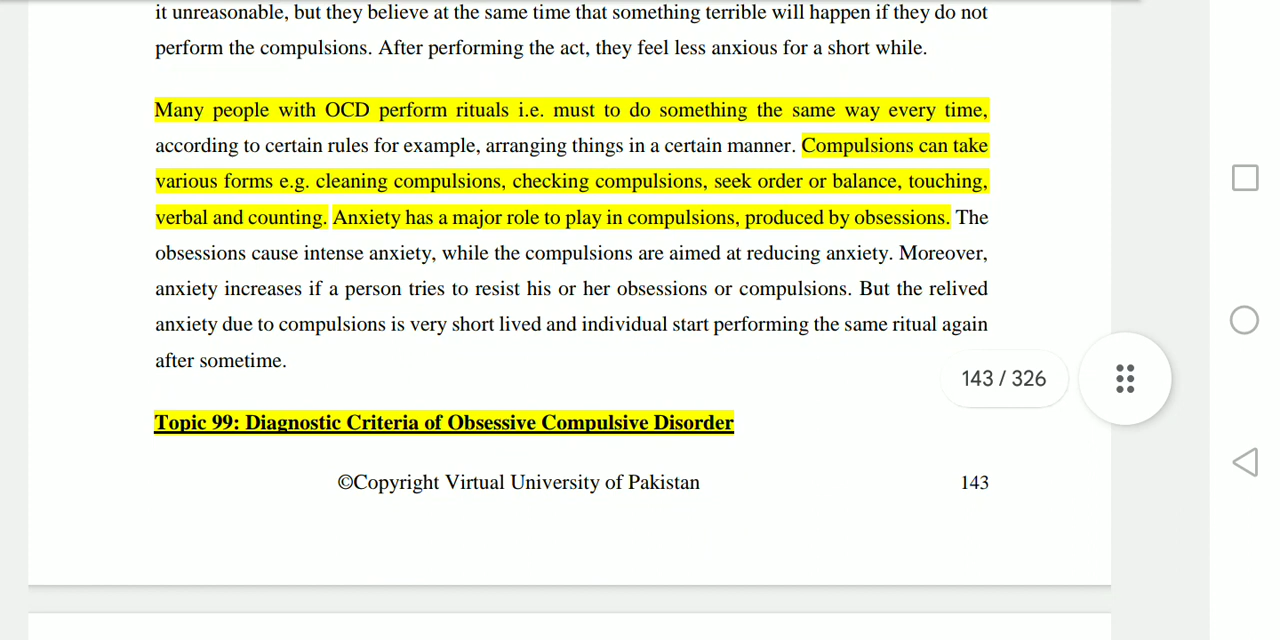 it unreasonable, but they believe at the same time that something terrible will happen if they do not
perform the compulsions. After performing the act, they feel less anxious for a short while.
Many people with OCD perform rituals i.e. must to do something the same way every time,
according to certain rules for example, arranging things in a certain manner. Compulsions can take
various forms e.g. cleaning compulsions, checking compulsions, seek order or balance, touching,
verbal and counting. Anxiety has a major role to play in compulsions, produced by obsessions. The
obsessions cause intense anxiety, while the compulsions are aimed at reducing anxiety. Moreover,
anxiety increases if a person tries to resist his or her obsessions or compulsions. But the relived
anxiety due to compulsions is very short lived and individual start performing the same ritual again
after sometime.
143 / 326
Topic 99: Diagnostic Criteria of Obsessive Compulsive Disorder
©Copyright Virtual University of Pakistan 143